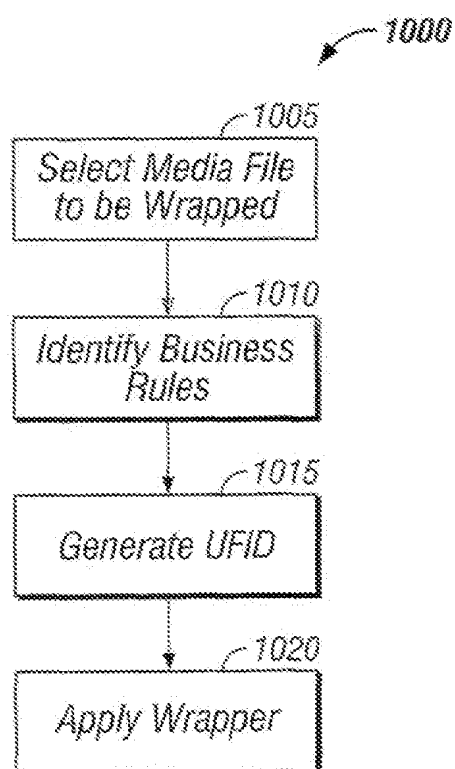 1000
1005
Select Media File
to be Wrapped
1010
Identify Business
Rules
1015
Generate UFID
1020
Apply Wrapper